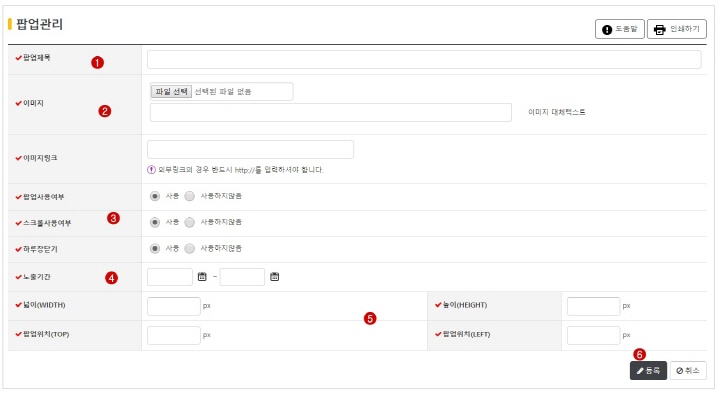 팝업관리
도움말 인쇄하기
팝업제목 1
파일 선택 선택된 파일 없음
이미지 2 이미지 대체텍스트
이미지링크
외부링크의 경우 반드시 http://를 입력하셔야 합니다.
팝업사용여부 사용 사용하지않음
스크롤사용여부 3 사용 사용하지않음
하루창닫기 사용 사용하지않음
노출기간 4 ~
넓이(WIDTH) px 5 높이(HEIGHT) px
팝업위치(TOP) px 팝업위치(LEFT) px
6
등록 취소